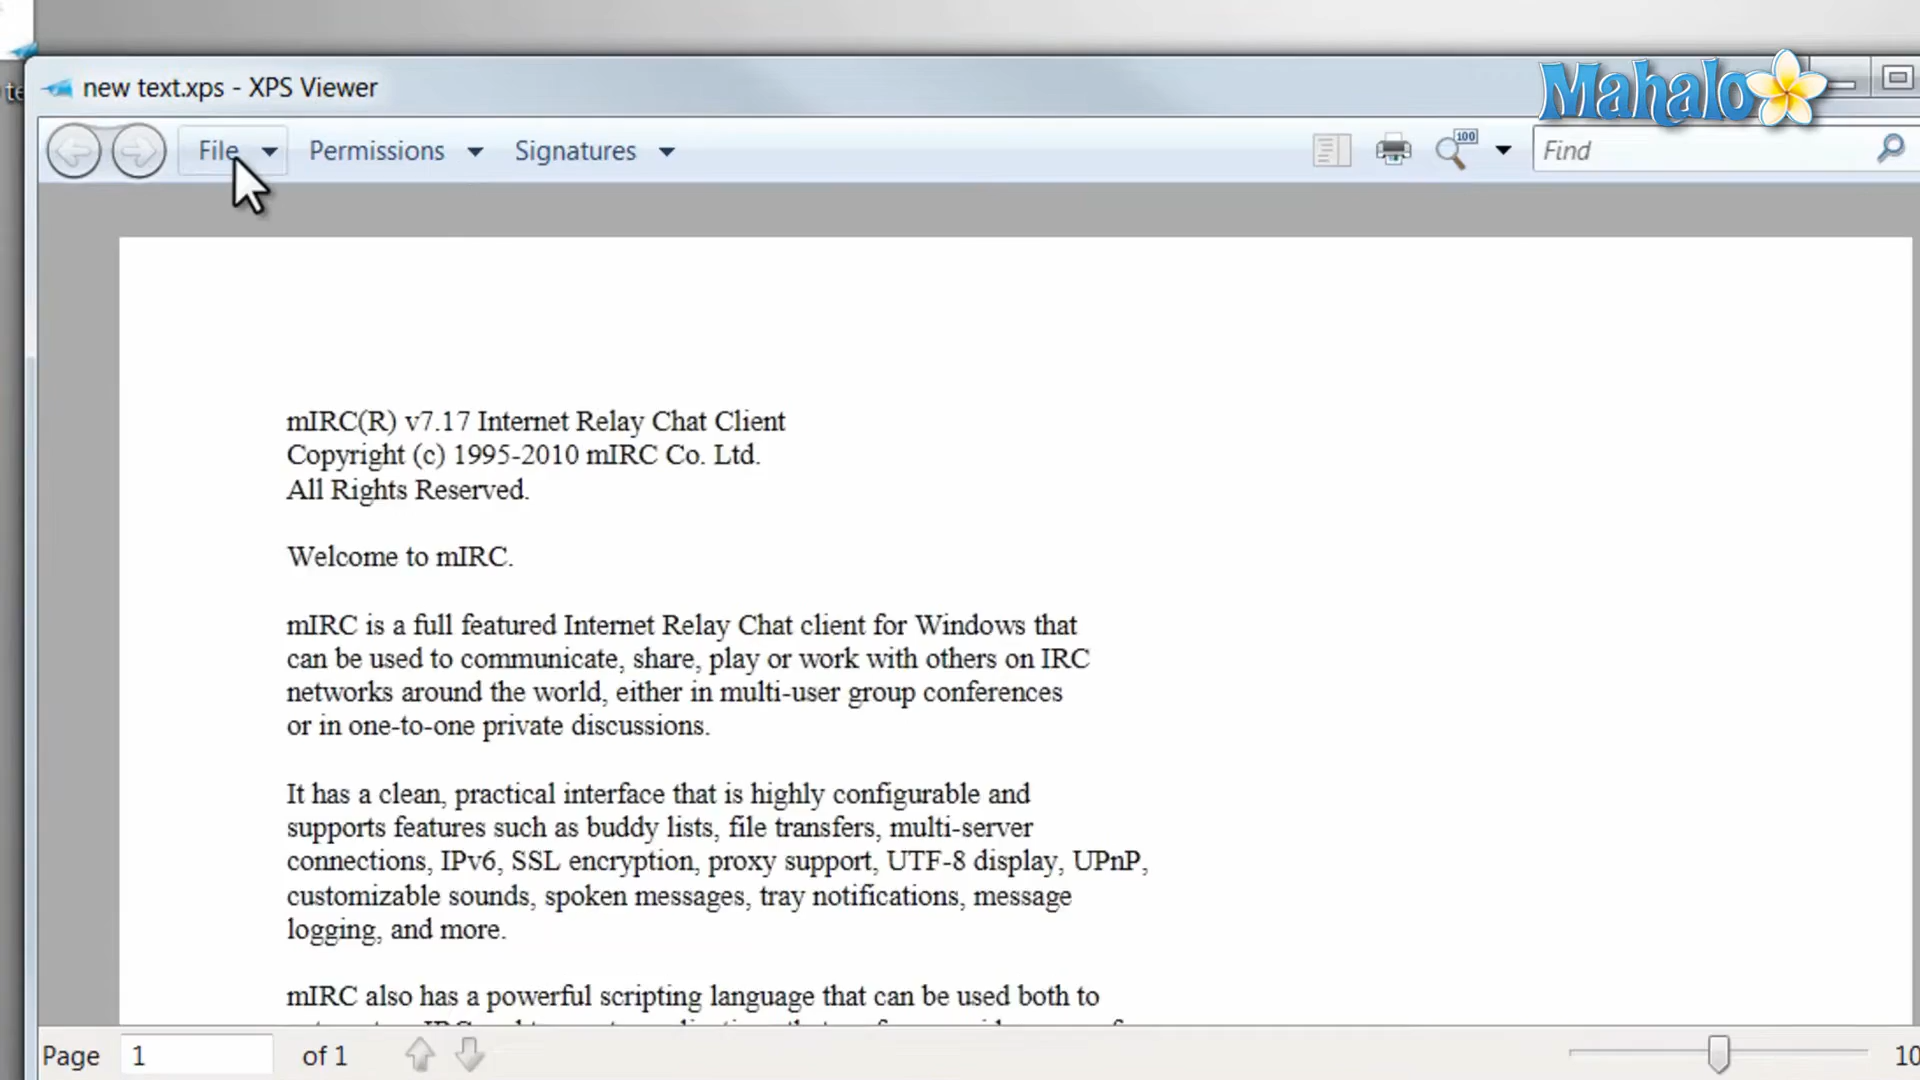 Mahalo
new text.xps - XPS Viewer
File Permissions Signatures 100 Find
mIRC(R) v7.17 Internet Relay Chat Client
Copyright (c) 1995-2010 mIRC Co. Ltd.
All Rights Reserved.
Welcome to mIRC.
mIRC is a full featured Internet Relay Chat client for Windows that
can be used to communicate, share, play or work with others on IRC
networks around the world, either in multi-user group conferences
or in one-to-one private discussions.
It has a clean, practical interface that is highly configurable and
supports features such as buddy lists, file transfers, multi-server
connections, IPv6, SSL encryption, proxy support, UTF-8 display, UPnP,
customizable sounds, spoken messages, tray notifications, message
logging, and more.
mIRC also has a powerful scripting language that can be used both to
Page 1 of 1